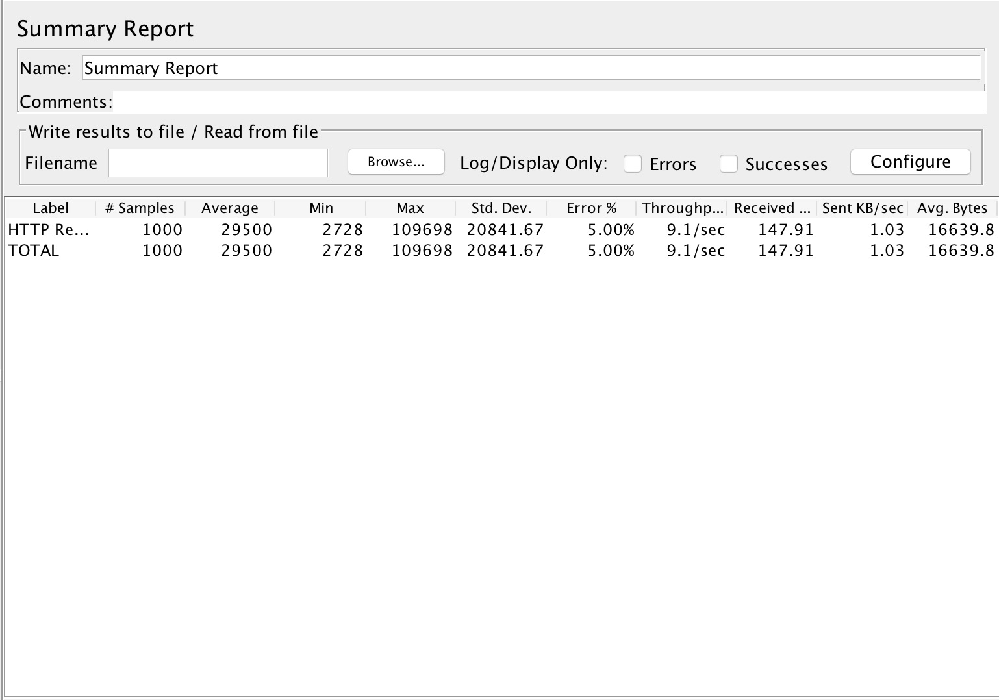 Summary Report
Name: Summary Report
Comments:
Write results to file / Read from file
Filename Browse... Log/Display Only: Errors Successes Configure
Label # Samples Average Min Max Std. Dev. Error % Throughp... Received ... Sent KB/sec Avg. Bytes
HTTP Re... 1000 29500 2728 109698 20841.67 5.00% 9.1/sec 147.91 1.03 16639.8
TOTAL 1000 29500 2728 109698 20841.67 5.00% 9.1/sec 147.91 1.03 16639.8